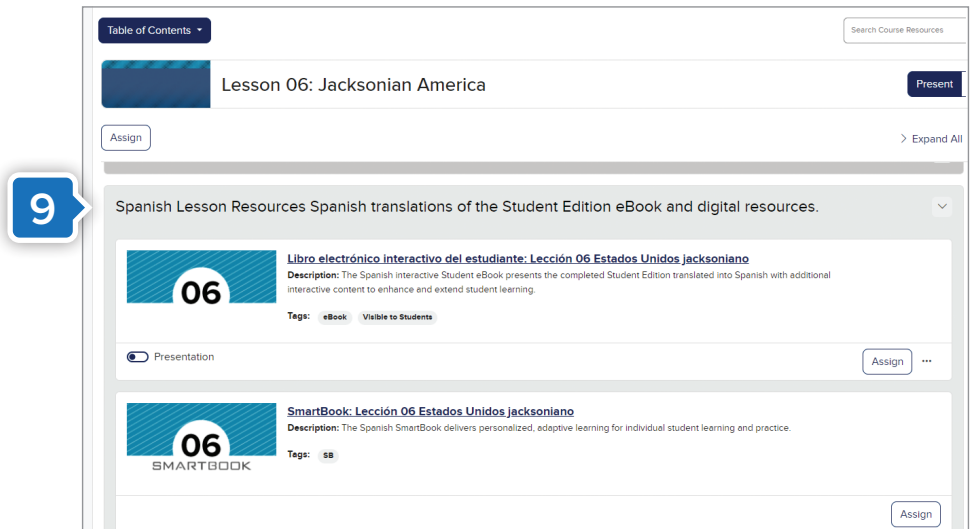 Table of Contents
Search Course Resources
Lesson 06: Jacksonian America
Present
Assign
Expand All
9
Spanish Lesson Resources Spanish translations of the Student Edition eBook and digital resources.
06
Libro electrónico interactivo del estudiante: Lección 06 Estados Unidos jacksoniano
Description: The Spanish interactive Student eBook presents the completed Student Edition translated into Spanish with additional
interactive content to enhance and extend student learning.
Tags: eBook Visible to Students
Presentation
Assign
06
SMARTBOOK
SmartBook: Lección 06 Estados Unidos jacksoniano
Description: The Spanish SmartBook delivers personalized, adaptive learning for individual student learning and practice.
Tags: SB
Assign